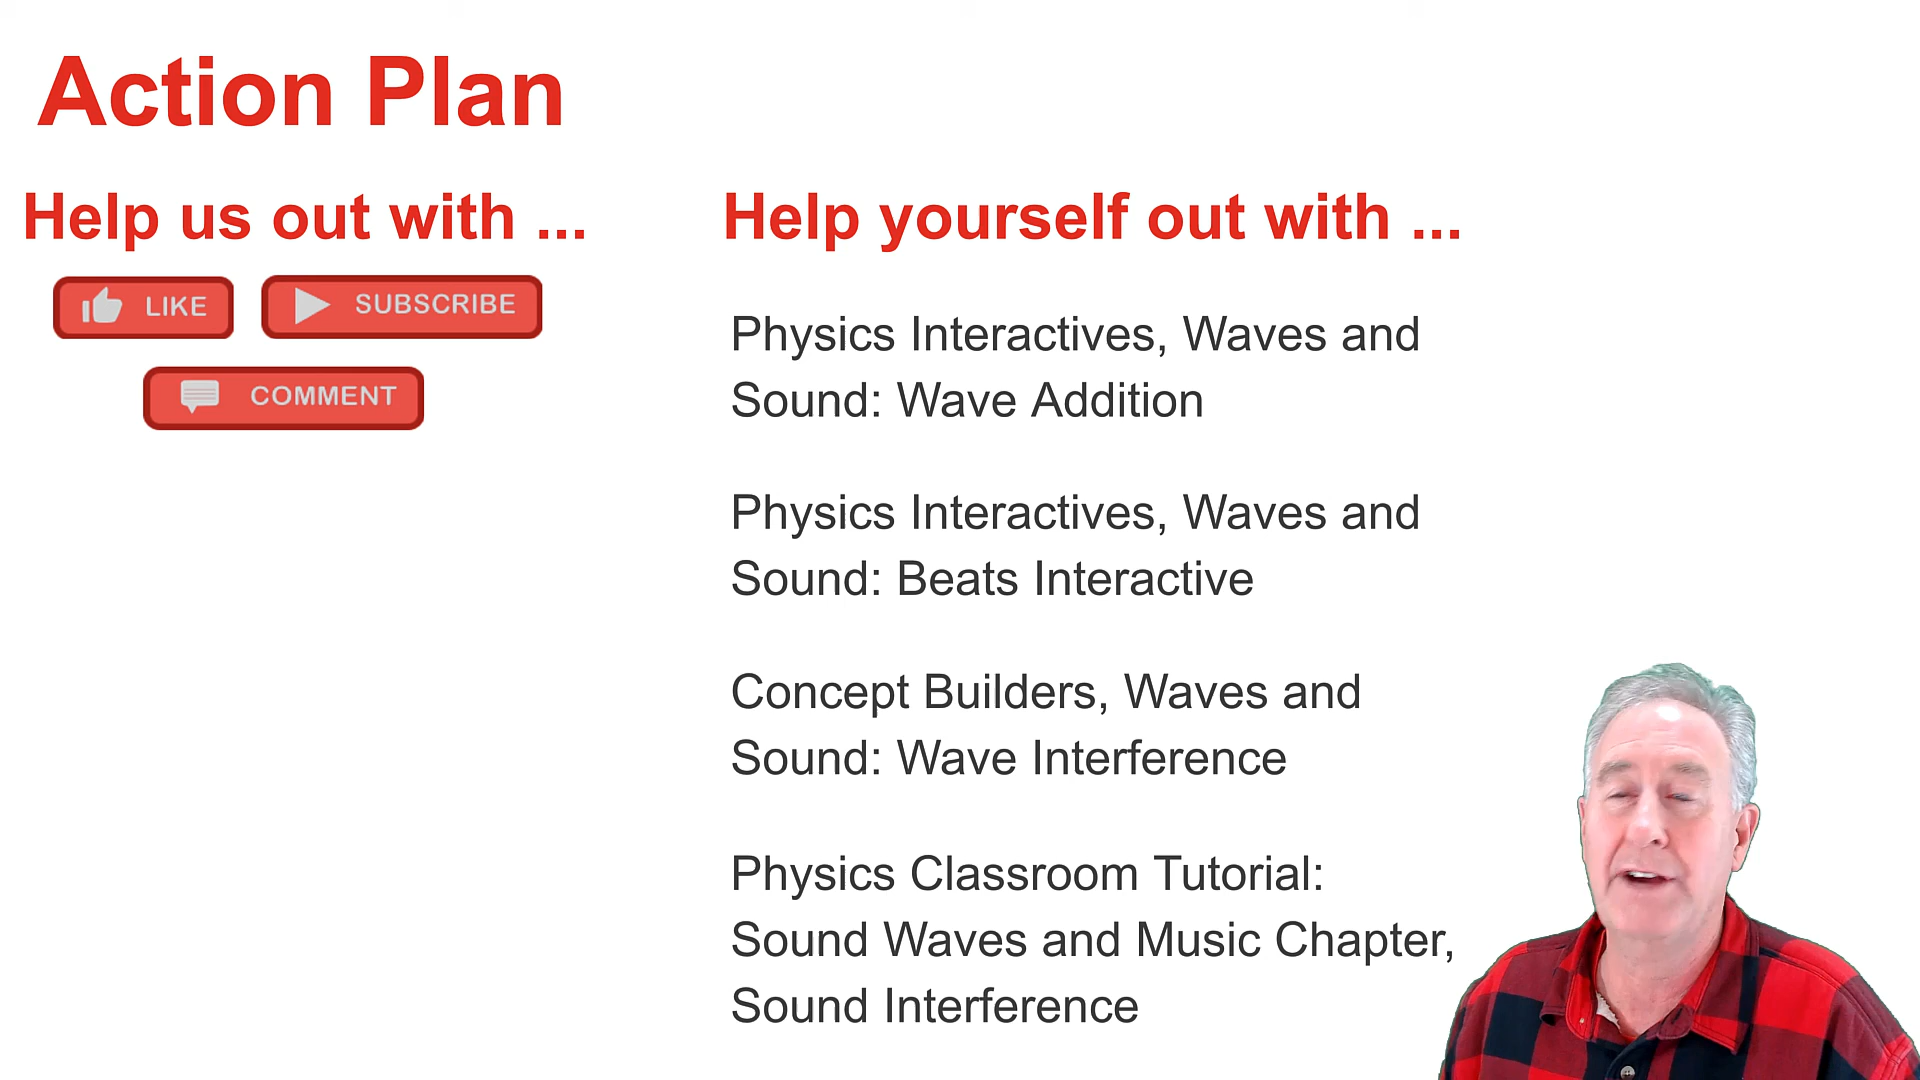 Action Plan
Help us out with ...
LIKE
SUBSCRIBE
COMMENT
Help yourself out with ...
Physics Interactives, Waves and
Sound: Wave Addition
Physics Interactives, Waves and
Sound: Beats Interactive
Concept Builders, Waves and
Sound: Wave Interference
Physics Classroom Tutorial:
Sound Waves and Music Chapter,
Sound Interference